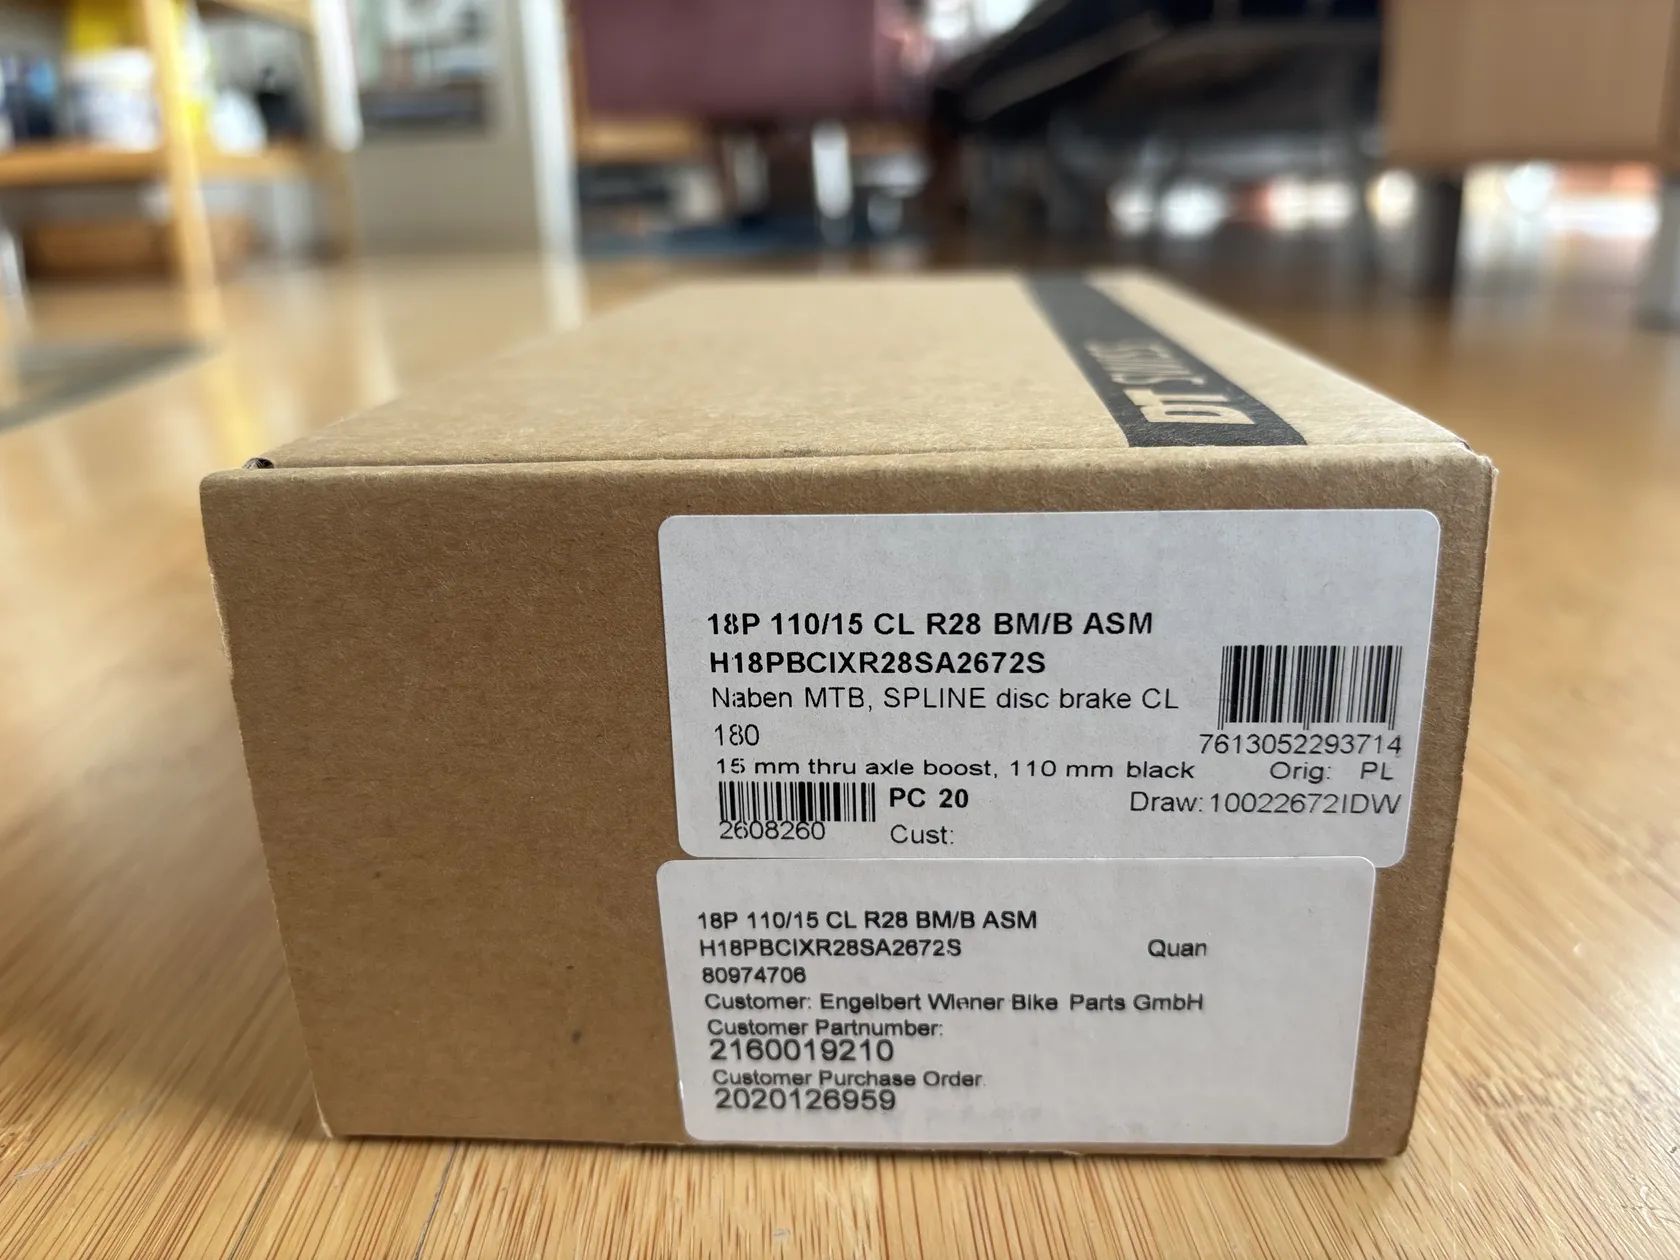 DT SWISS
18P 110/15 CL R28 BM/B ASM
H18PBCIXR28SA2672S
Naben MTB, SPLINE disc brake CL
180
7613052293714
15 mm thru axle boost, 110 mm black
Orig: PL
PC 20
Draw:10022672IDW
2608260
Cust:
18P 110/15 CL R28 BM/B ASM
H18PBCIXR28SA2672S
Quan
80974706
Customer: Engelbert Wiener Bike Parts GmbH
Customer Partnumber:
2160019210
Customer Purchase Order
2020126959